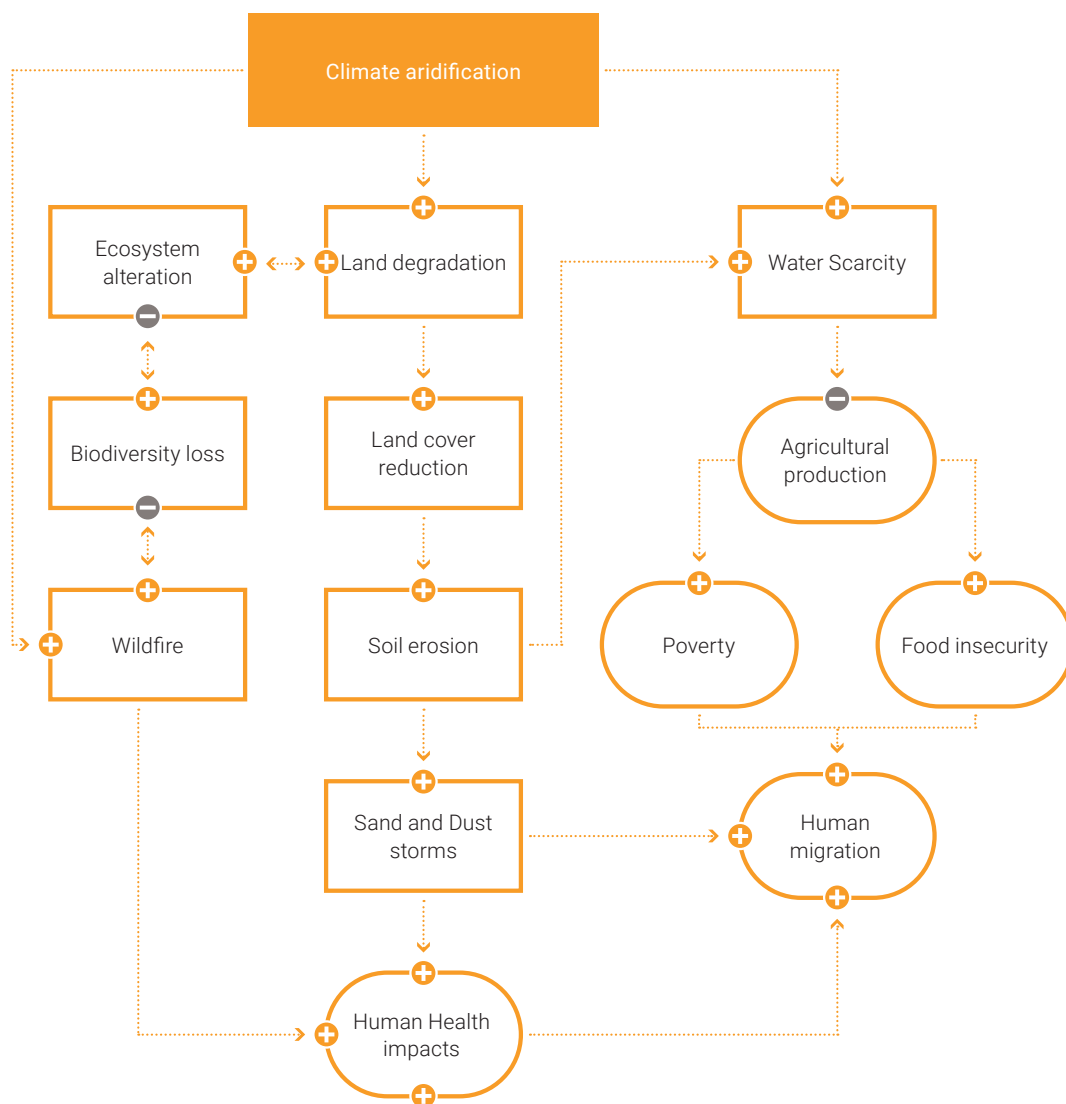 Climate aridification
Ecosystem
alteration
Land degradation
Water Scarcity
Biodiversity loss
Land cover
reduction
Agricultural
production
Wildfire
Soil erosion
Poverty
Food insecurity
Sand and Dust
storms
Human
migration
Human Health
impacts